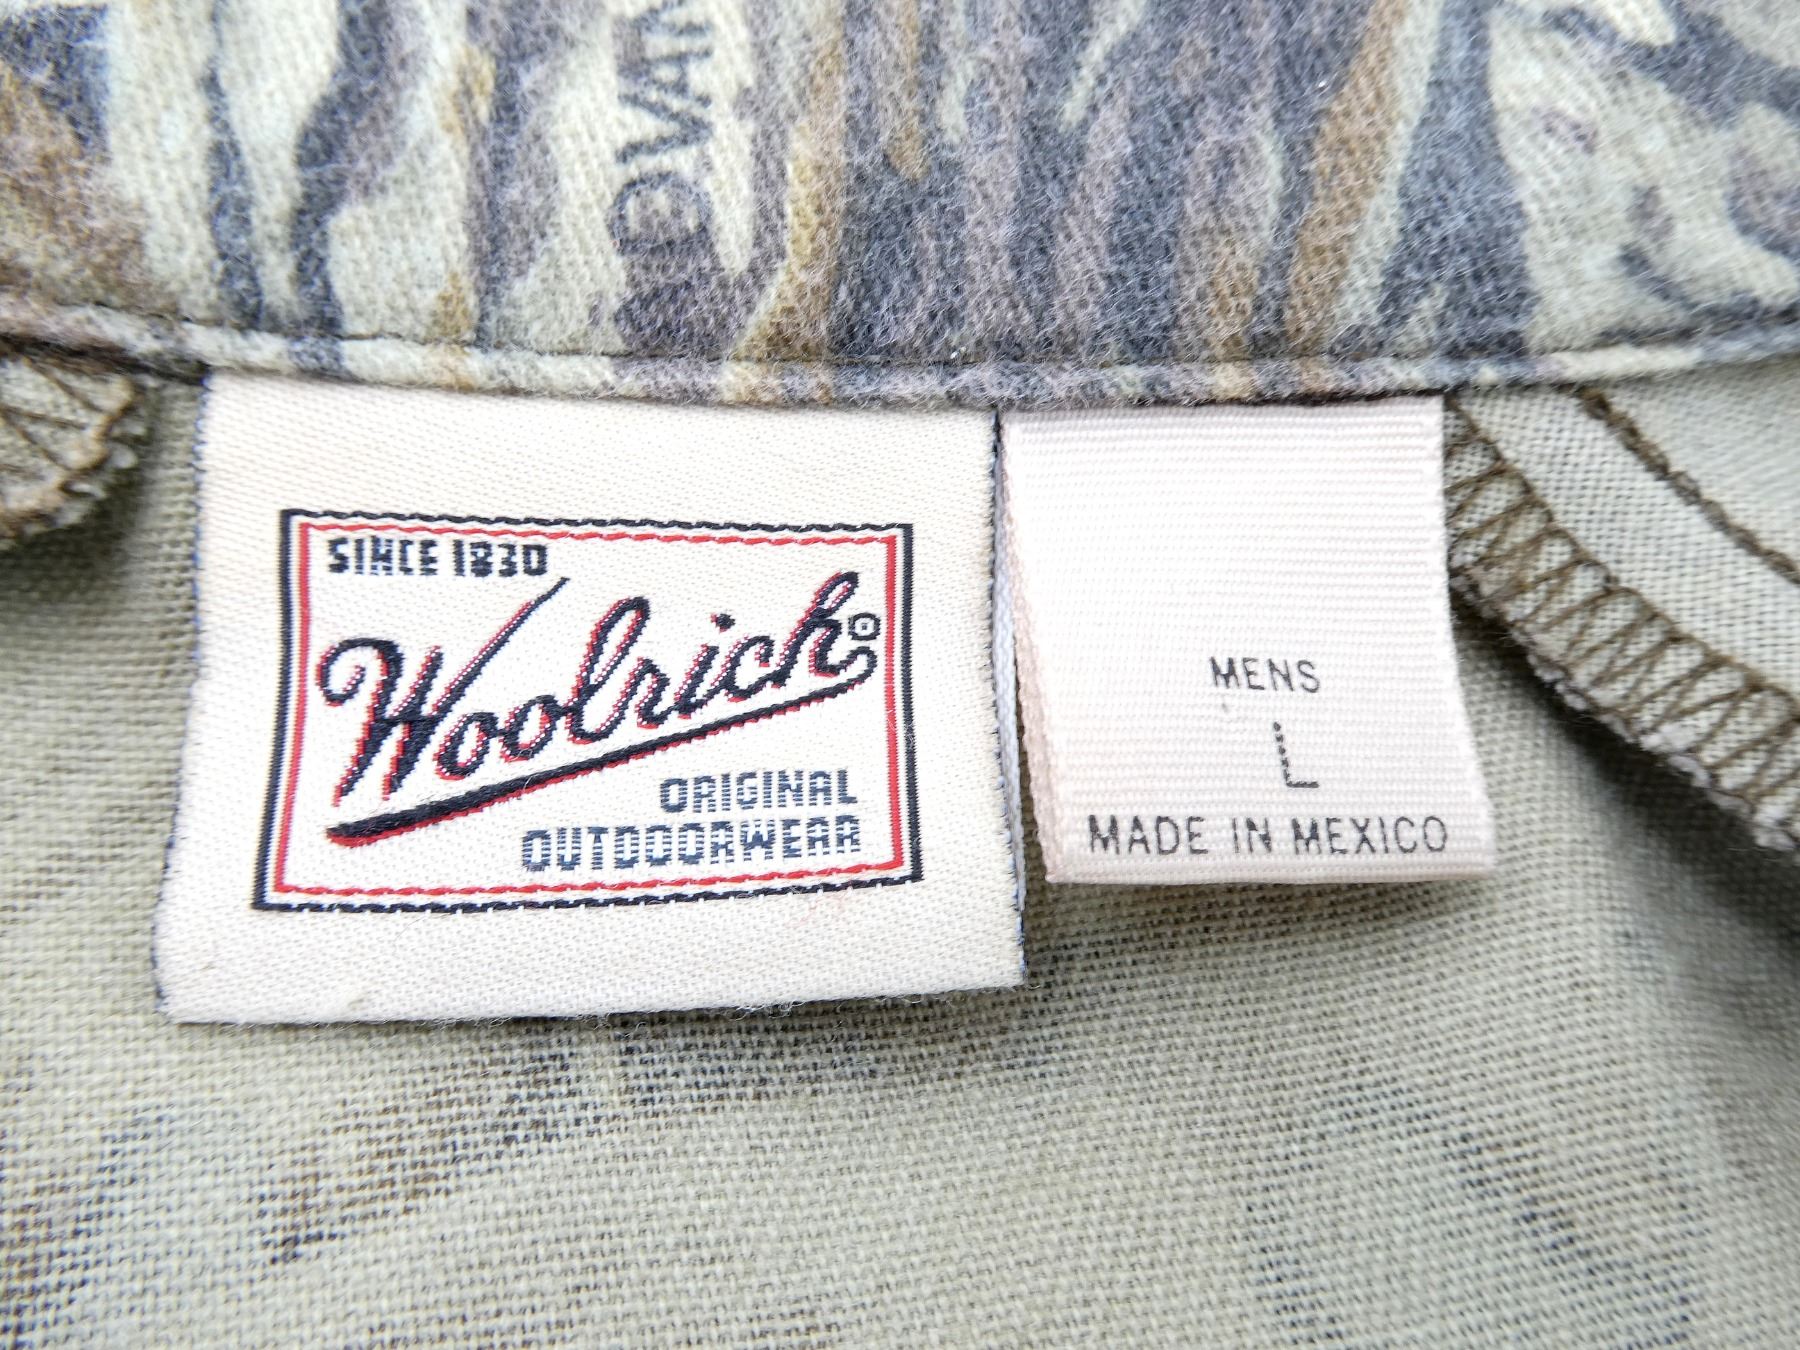 SINCE 1830
Woolrich®
ORIGINAL
OUTDOORWEAR
MENS
L
MADE IN MEXICO